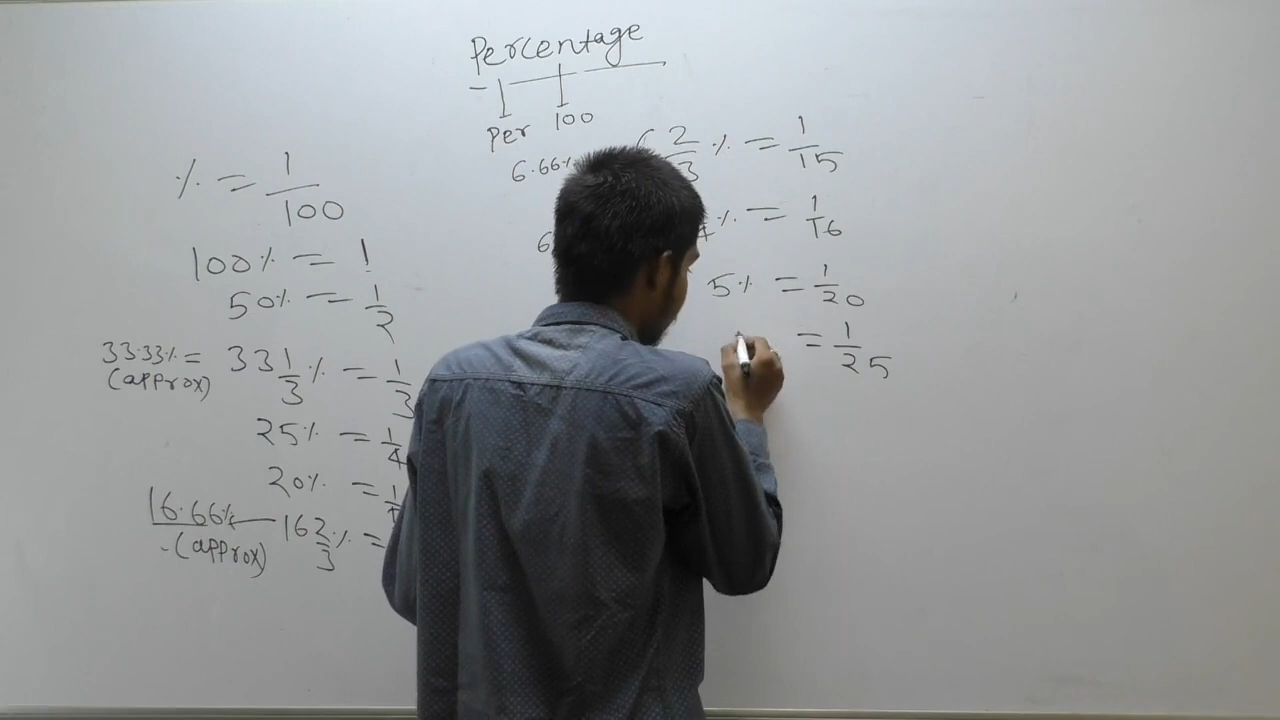 Percentage
Per 100
% = 1/100
100% = 1
50% = 1/2
33.33% = 33 1/3 % = 1/3
(approx)
25% = 1/4
20% = 1/
16.66% ← 16 2/3 % =
(approx)
6.66% 6 2/3 % = 1/15
6 4% = 1/16
5% = 1/20
= 1/25